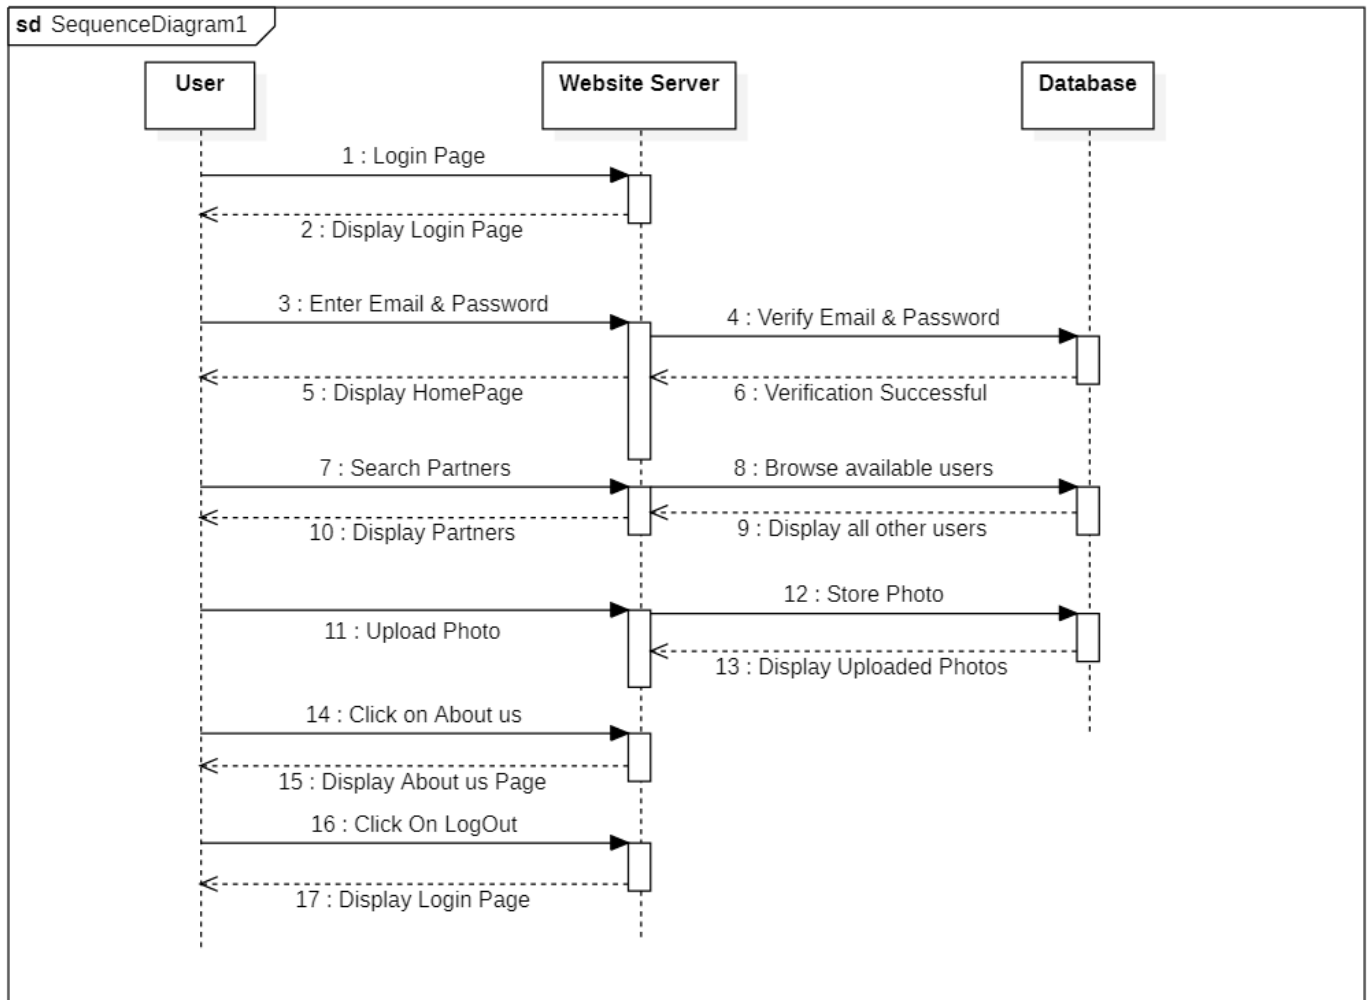 sd SequenceDiagram1
User
Website Server
Database
1 : Login Page
2 : Display Login Page
3 : Enter Email & Password
4 : Verify Email & Password
5 : Display HomePage
6 : Verification Successful
7 : Search Partners
8 : Browse available users
9 : Display all other users
10 : Display Partners
12 : Store Photo
11 : Upload Photo
13 : Display Uploaded Photos
14 : Click on About us
15 : Display About us Page
16 : Click On LogOut
17 : Display Login Page